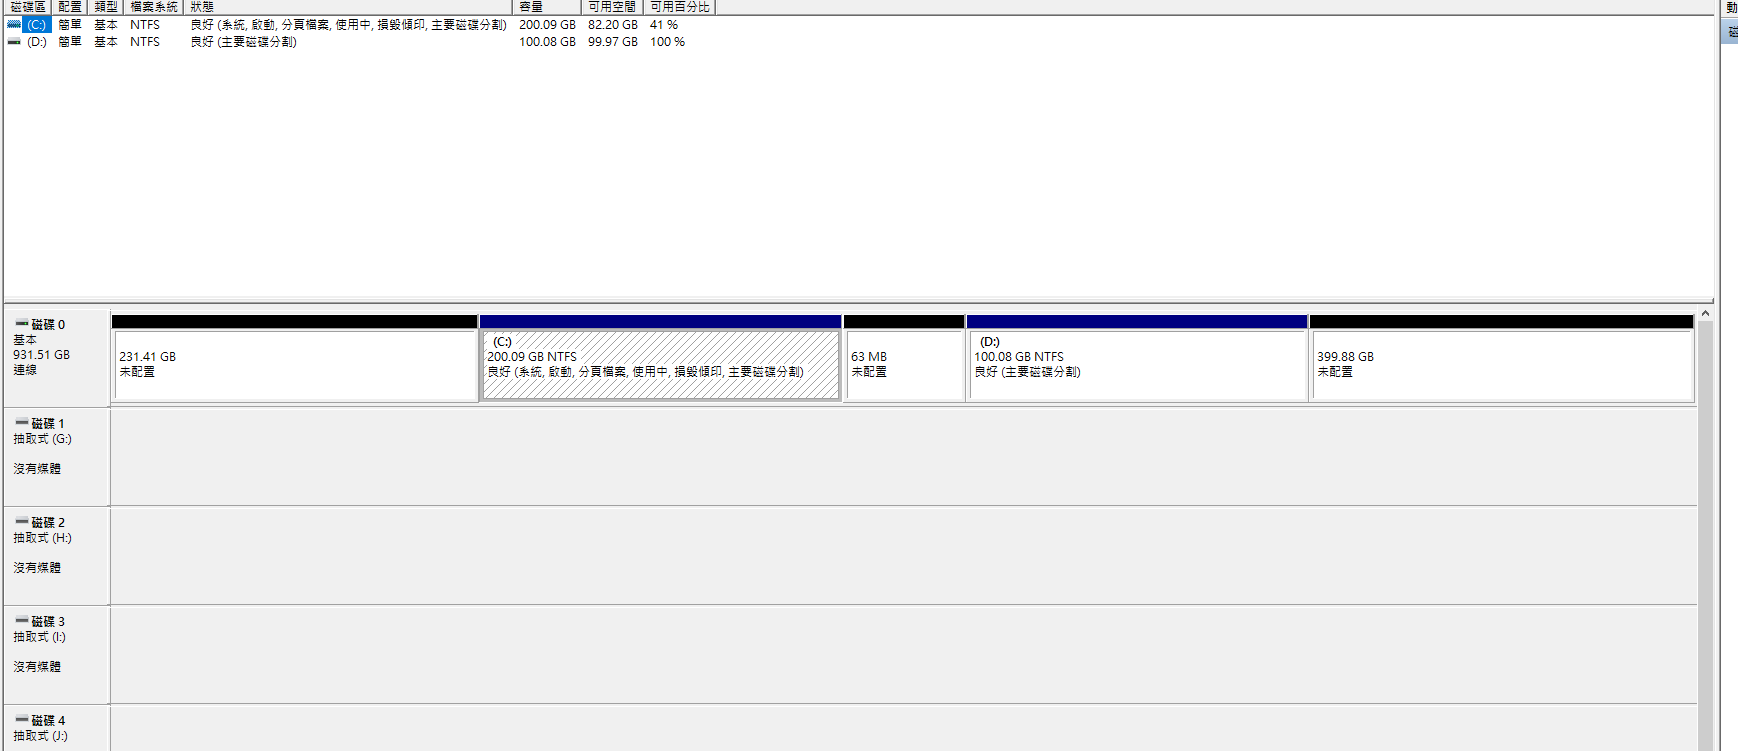 磁碟區 配置 類型 檔案系統 狀態 容量 可用空間 可用百分比
(C:) 簡單 基本 NTFS 良好 (系統, 啟動, 分頁檔案, 使用中, 損毀傾印, 主要磁碟分割) 200.09 GB 82.20 GB 41 %
(D:) 簡單 基本 NTFS 良好 (主要磁碟分割) 100.08 GB 99.97 GB 100 %
動
磁
磁碟 0
基本
931.51 GB
連線
231.41 GB
未配置
(C:)
200.09 GB NTFS
良好 (系統, 啟動, 分頁檔案, 使用中, 損毀傾印, 主要磁碟分割)
63 MB
未配置
(D:)
100.08 GB NTFS
良好 (主要磁碟分割)
399.88 GB
未配置
磁碟 1
抽取式 (G:)
沒有媒體
磁碟 2
抽取式 (H:)
沒有媒體
磁碟 3
抽取式 (I:)
沒有媒體
磁碟 4
抽取式 (J:)